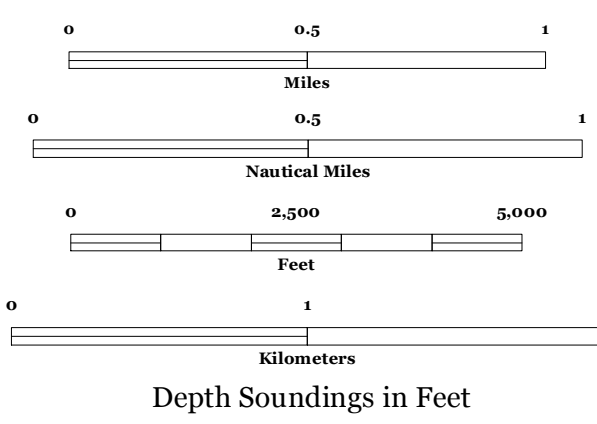 0 0.5 1
Miles
0 0.5 1
Nautical Miles
0 2,500 5,000
Feet
0 1
Kilometers
Depth Soundings in Feet